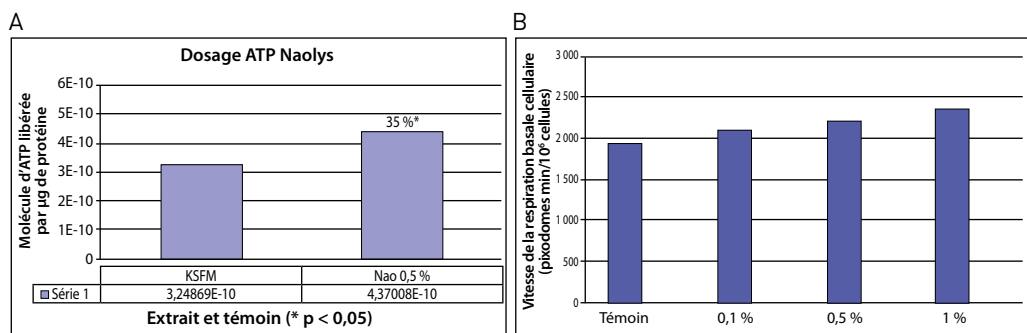 A
Dosage ATP Naolys
Molécule d'ATP libérée
par µg de protéine
6E-10
5E-10
4E-10
3E-10
2E-10
1E-10
0
35 %*
KSFM
Nao 0,5 %
Série 1
3,24869E-10
4,37008E-10
Extrait et témoin (* p < 0,05)
B
Vitesse de la respiration basale cellulaire
(pixodomes min/10⁶ cellules)
3 000
2 500
2 000
1 500
1 000
500
0
Témoin
0,1 %
0,5 %
1 %